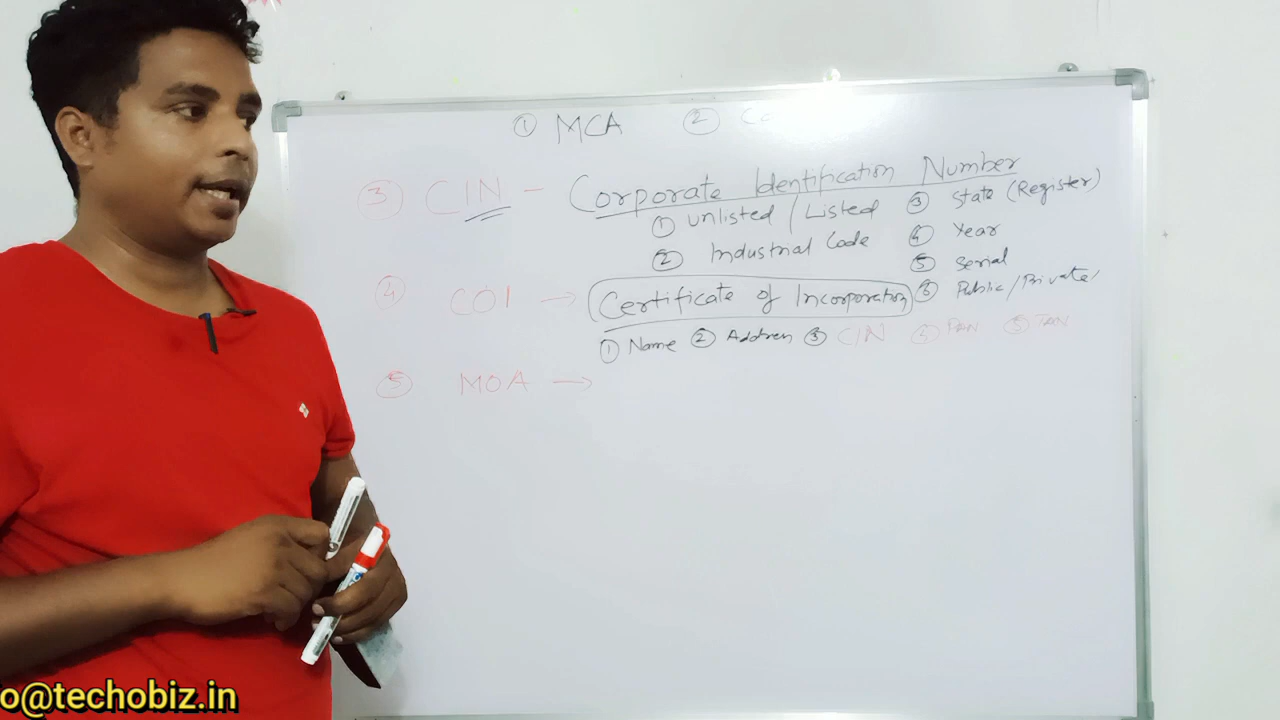 ① MCA ②
③ CIN - Corporate Identification Number
① Unlisted / Listed ③ State (Register)
② Industrial Code ④ Year
⑤ Serial
④ COI → Certificate of Incorporation ⑥ Public / Private
① Name ② Address ③ CIN ④ PAN ⑤ TAN
⑤ MOA →
o@techobiz.in